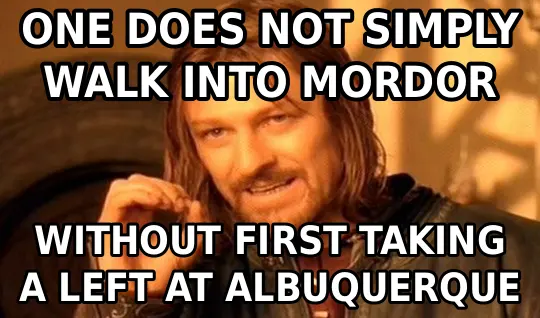 ONE DOES NOT SIMPLY
WALK INTO MORDOR
WITHOUT FIRST TAKING
A LEFT AT ALBUQUERQUE